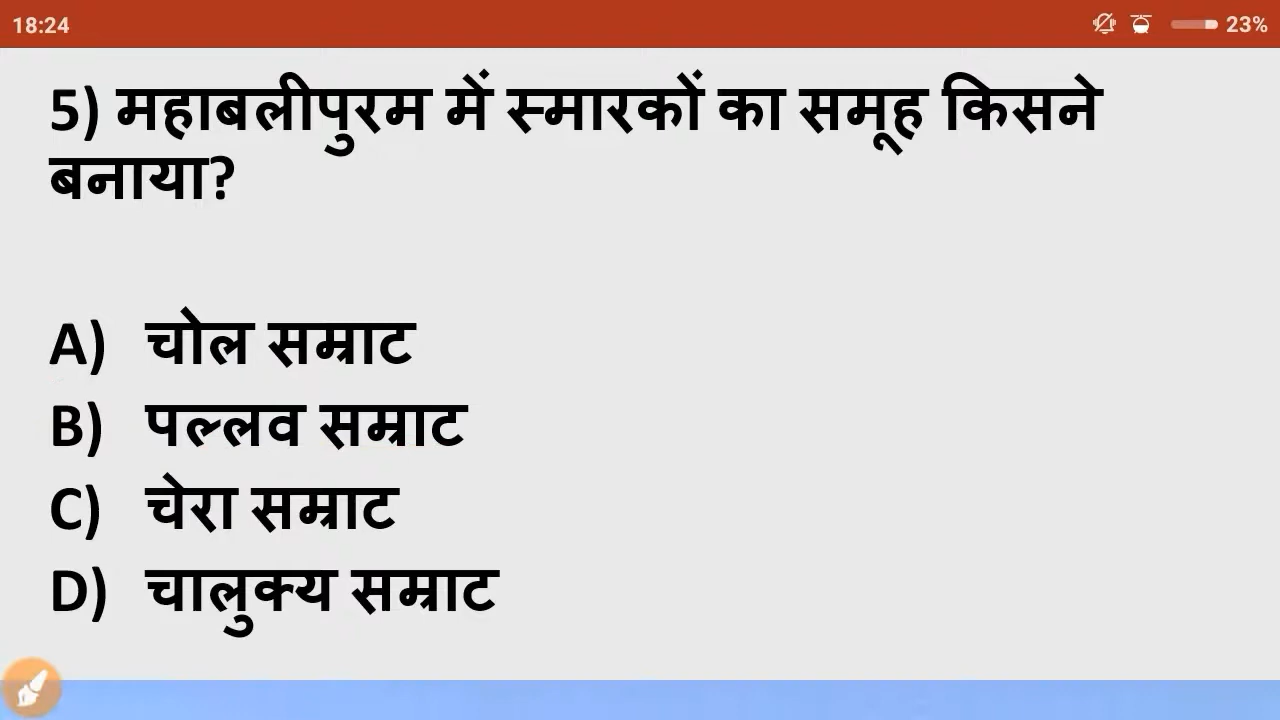 18:24
23%
5) महाबलीपुरम में स्मारकों का समूह किसने
बनाया?
A) चोल सम्राट
B) पल्लव सम्राट
C) चेरा सम्राट
D) चालुक्य सम्राट